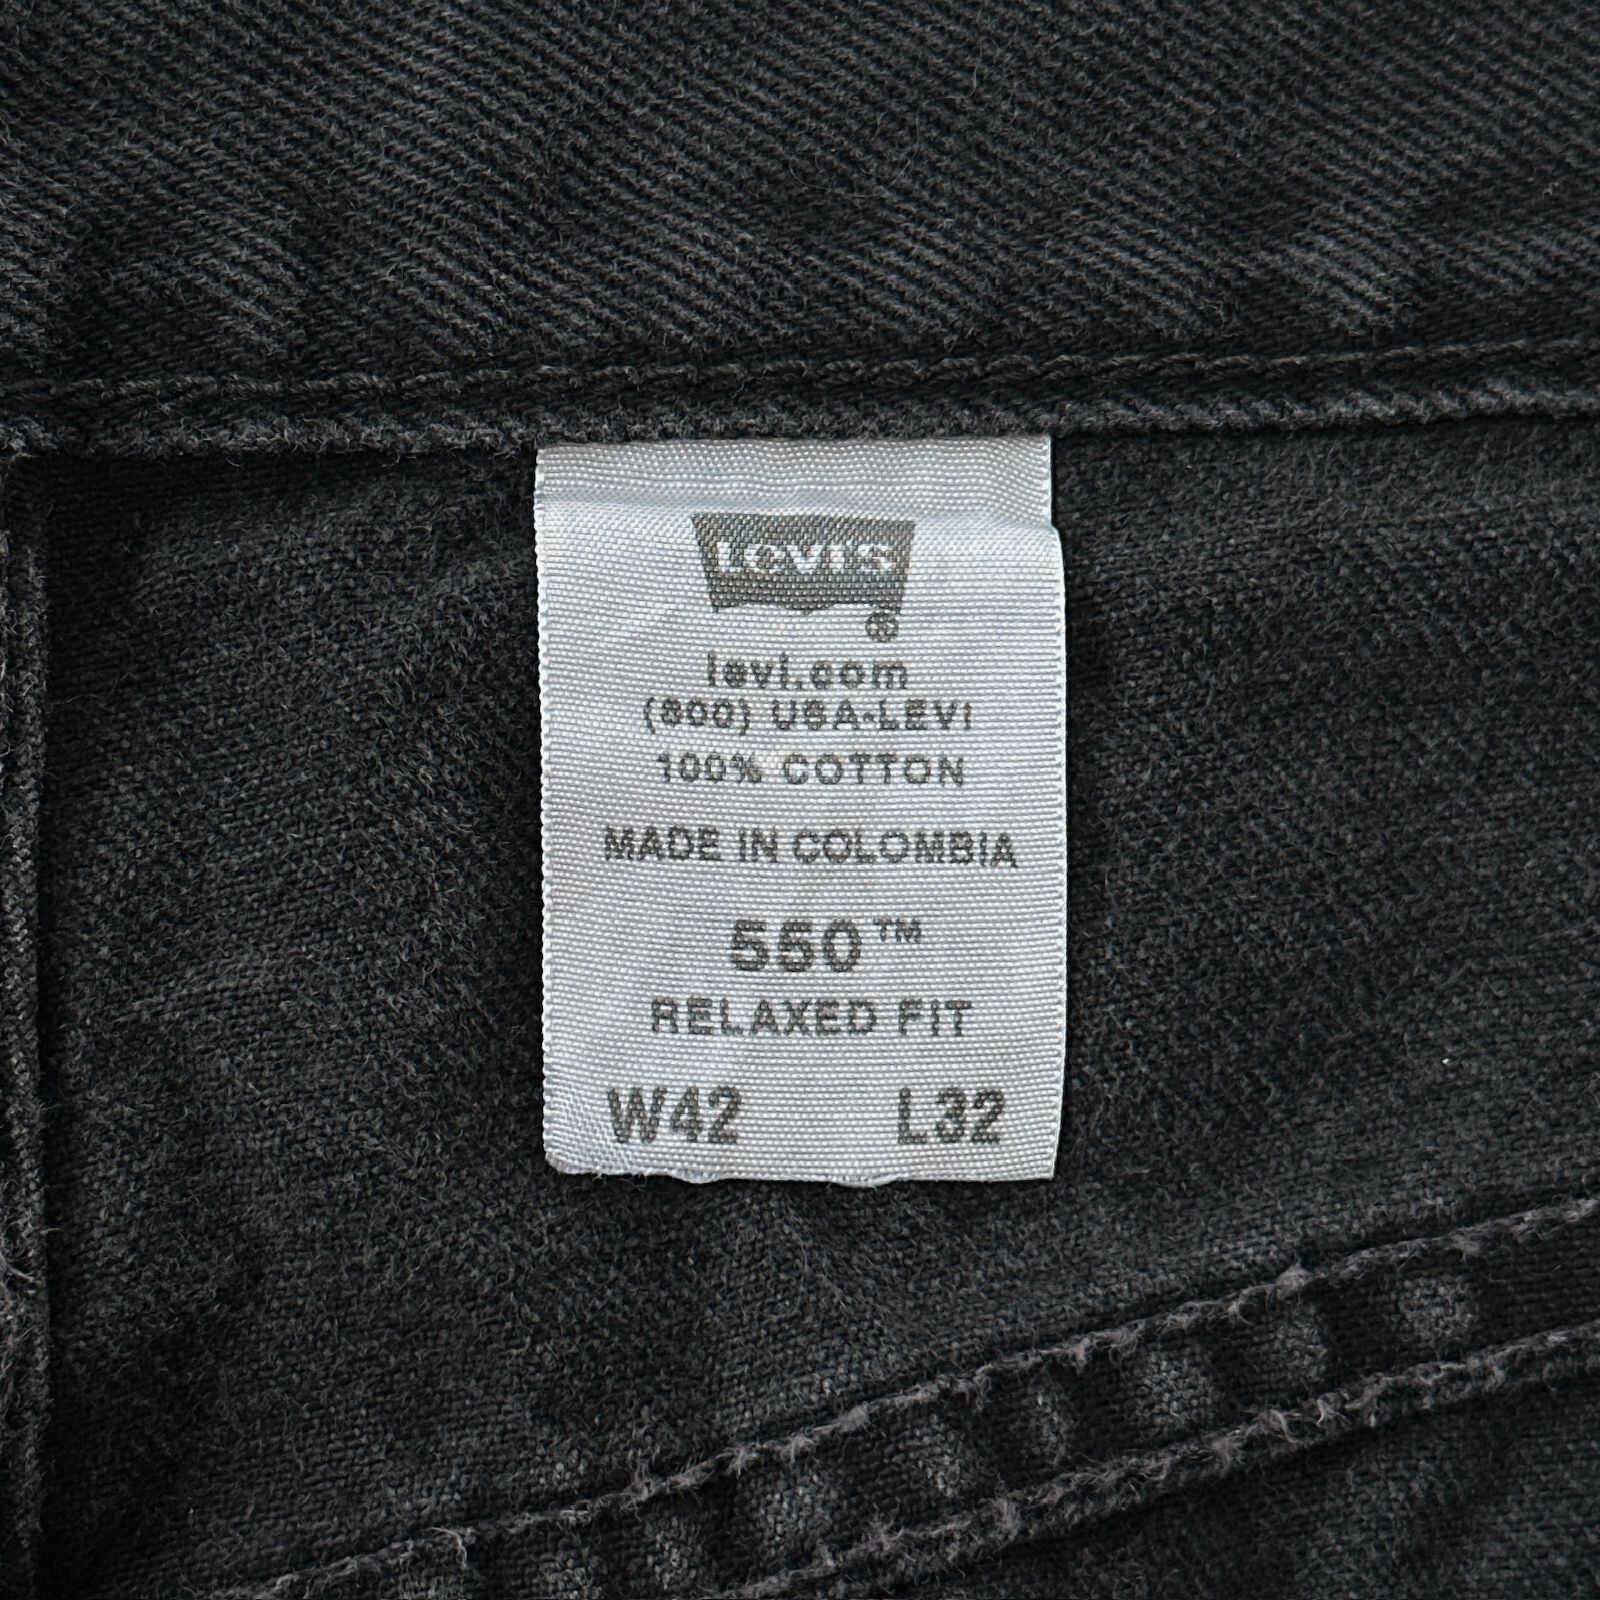 LEVI'S
®
levi.com
(800) USA-LEVI
100% COTTON
MADE IN COLOMBIA
550™
RELAXED FIT
W42 L32